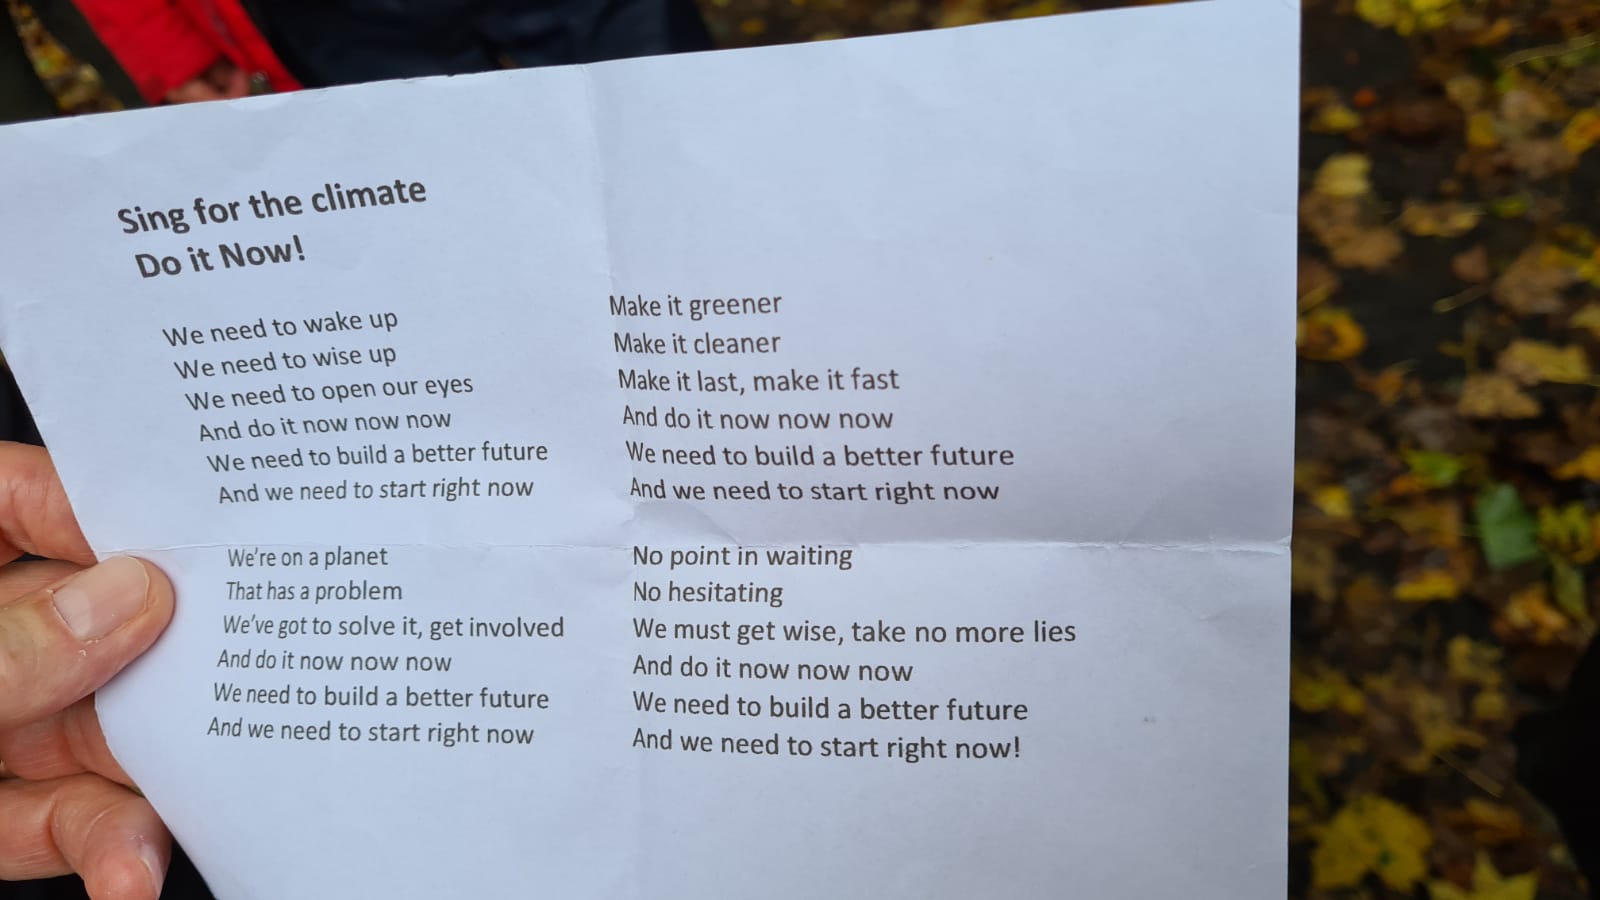 Sing for the climate
Do it Now!
We need to wake up
We need to wise up
We need to open our eyes
And do it now now now
We need to build a better future
And we need to start right now
We're on a planet
That has a problem
We've got to solve it, get involved
And do it now now now
We need to build a better future
And we need to start right now
Make it greener
Make it cleaner
Make it last, make it fast
And do it now now now
We need to build a better future
And we need to start right now
No point in waiting
No hesitating
We must get wise, take no more lies
And do it now now now
We need to build a better future
And we need to start right now!